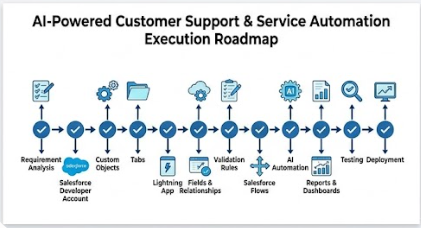 AI-Powered Customer Support & Service Automation
Execution Roadmap
AI
Requirement
Analysis
salesforce
Salesforce
Developer
Account
Custom
Objects
Tabs
Lightning
App
Fields &
Relationships
Validation
Rules
Salesforce
Flows
AI
Automation
Reports &
Dashboards
Testing
Deployment